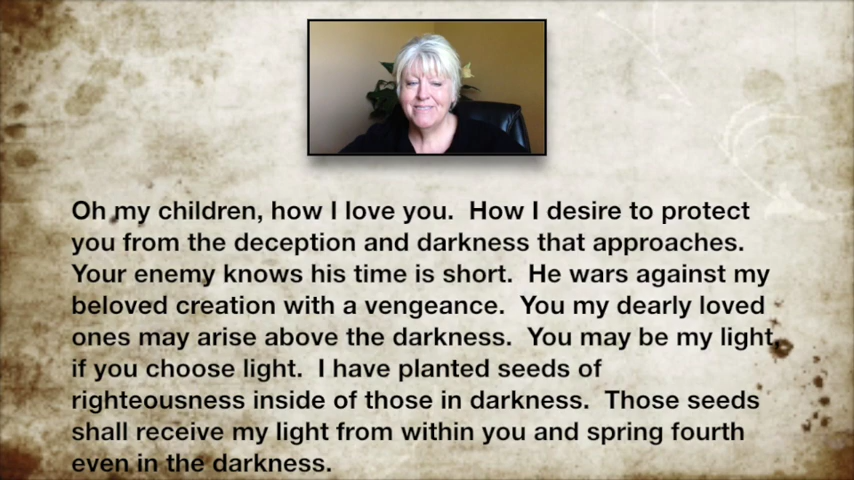 Oh my children, how I love you.  How I desire to protect
you from the deception and darkness that approaches.
Your enemy knows his time is short.  He wars against my
beloved creation with a vengeance.  You my dearly loved
ones may arise above the darkness.  You may be my light,
if you choose light.  I have planted seeds of
righteousness inside of those in darkness.  Those seeds
shall receive my light from within you and spring fourth
even in the darkness.